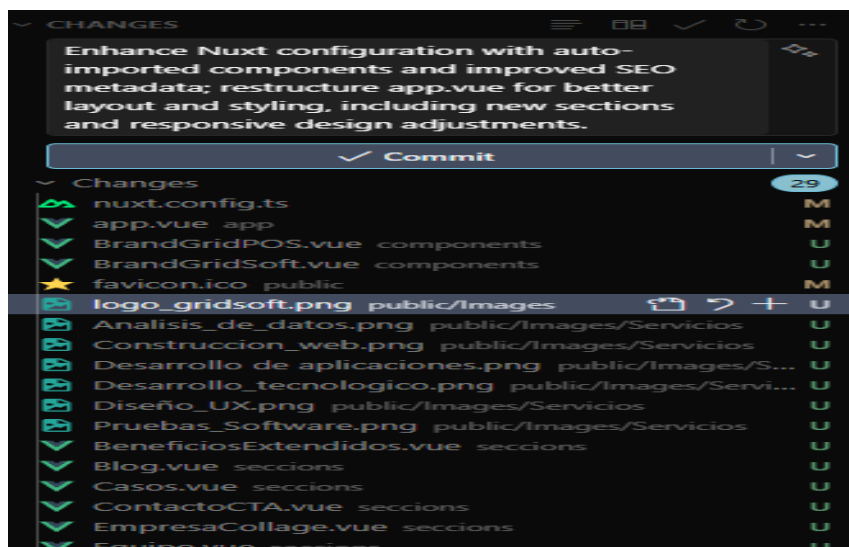 CHANGES
Enhance Nuxt configuration with auto-
imported components and improved SEO
metadata; restructure app.vue for better
layout and styling, including new sections
and responsive design adjustments.
Commit
Changes 29
nuxt.config.ts M
app.vue app M
BrandGridPOS.vue components U
BrandGridSoft.vue components U
favicon.ico public M
logo_gridsoft.png public/Images U
Analisis_de_datos.png public/Images/Servicios U
Construccion_web.png public/Images/Servicios U
Desarrollo de aplicaciones.png public/Images/S... U
Desarrollo_tecnologico.png public/Images/Servi... U
Diseño_UX.png public/Images/Servicios U
Pruebas_Software.png public/Images/Servicios U
BeneficiosExtendidos.vue seccions U
Blog.vue seccions U
Casos.vue seccions U
ContactoCTA.vue seccions U
EmpresaCollage.vue seccions U